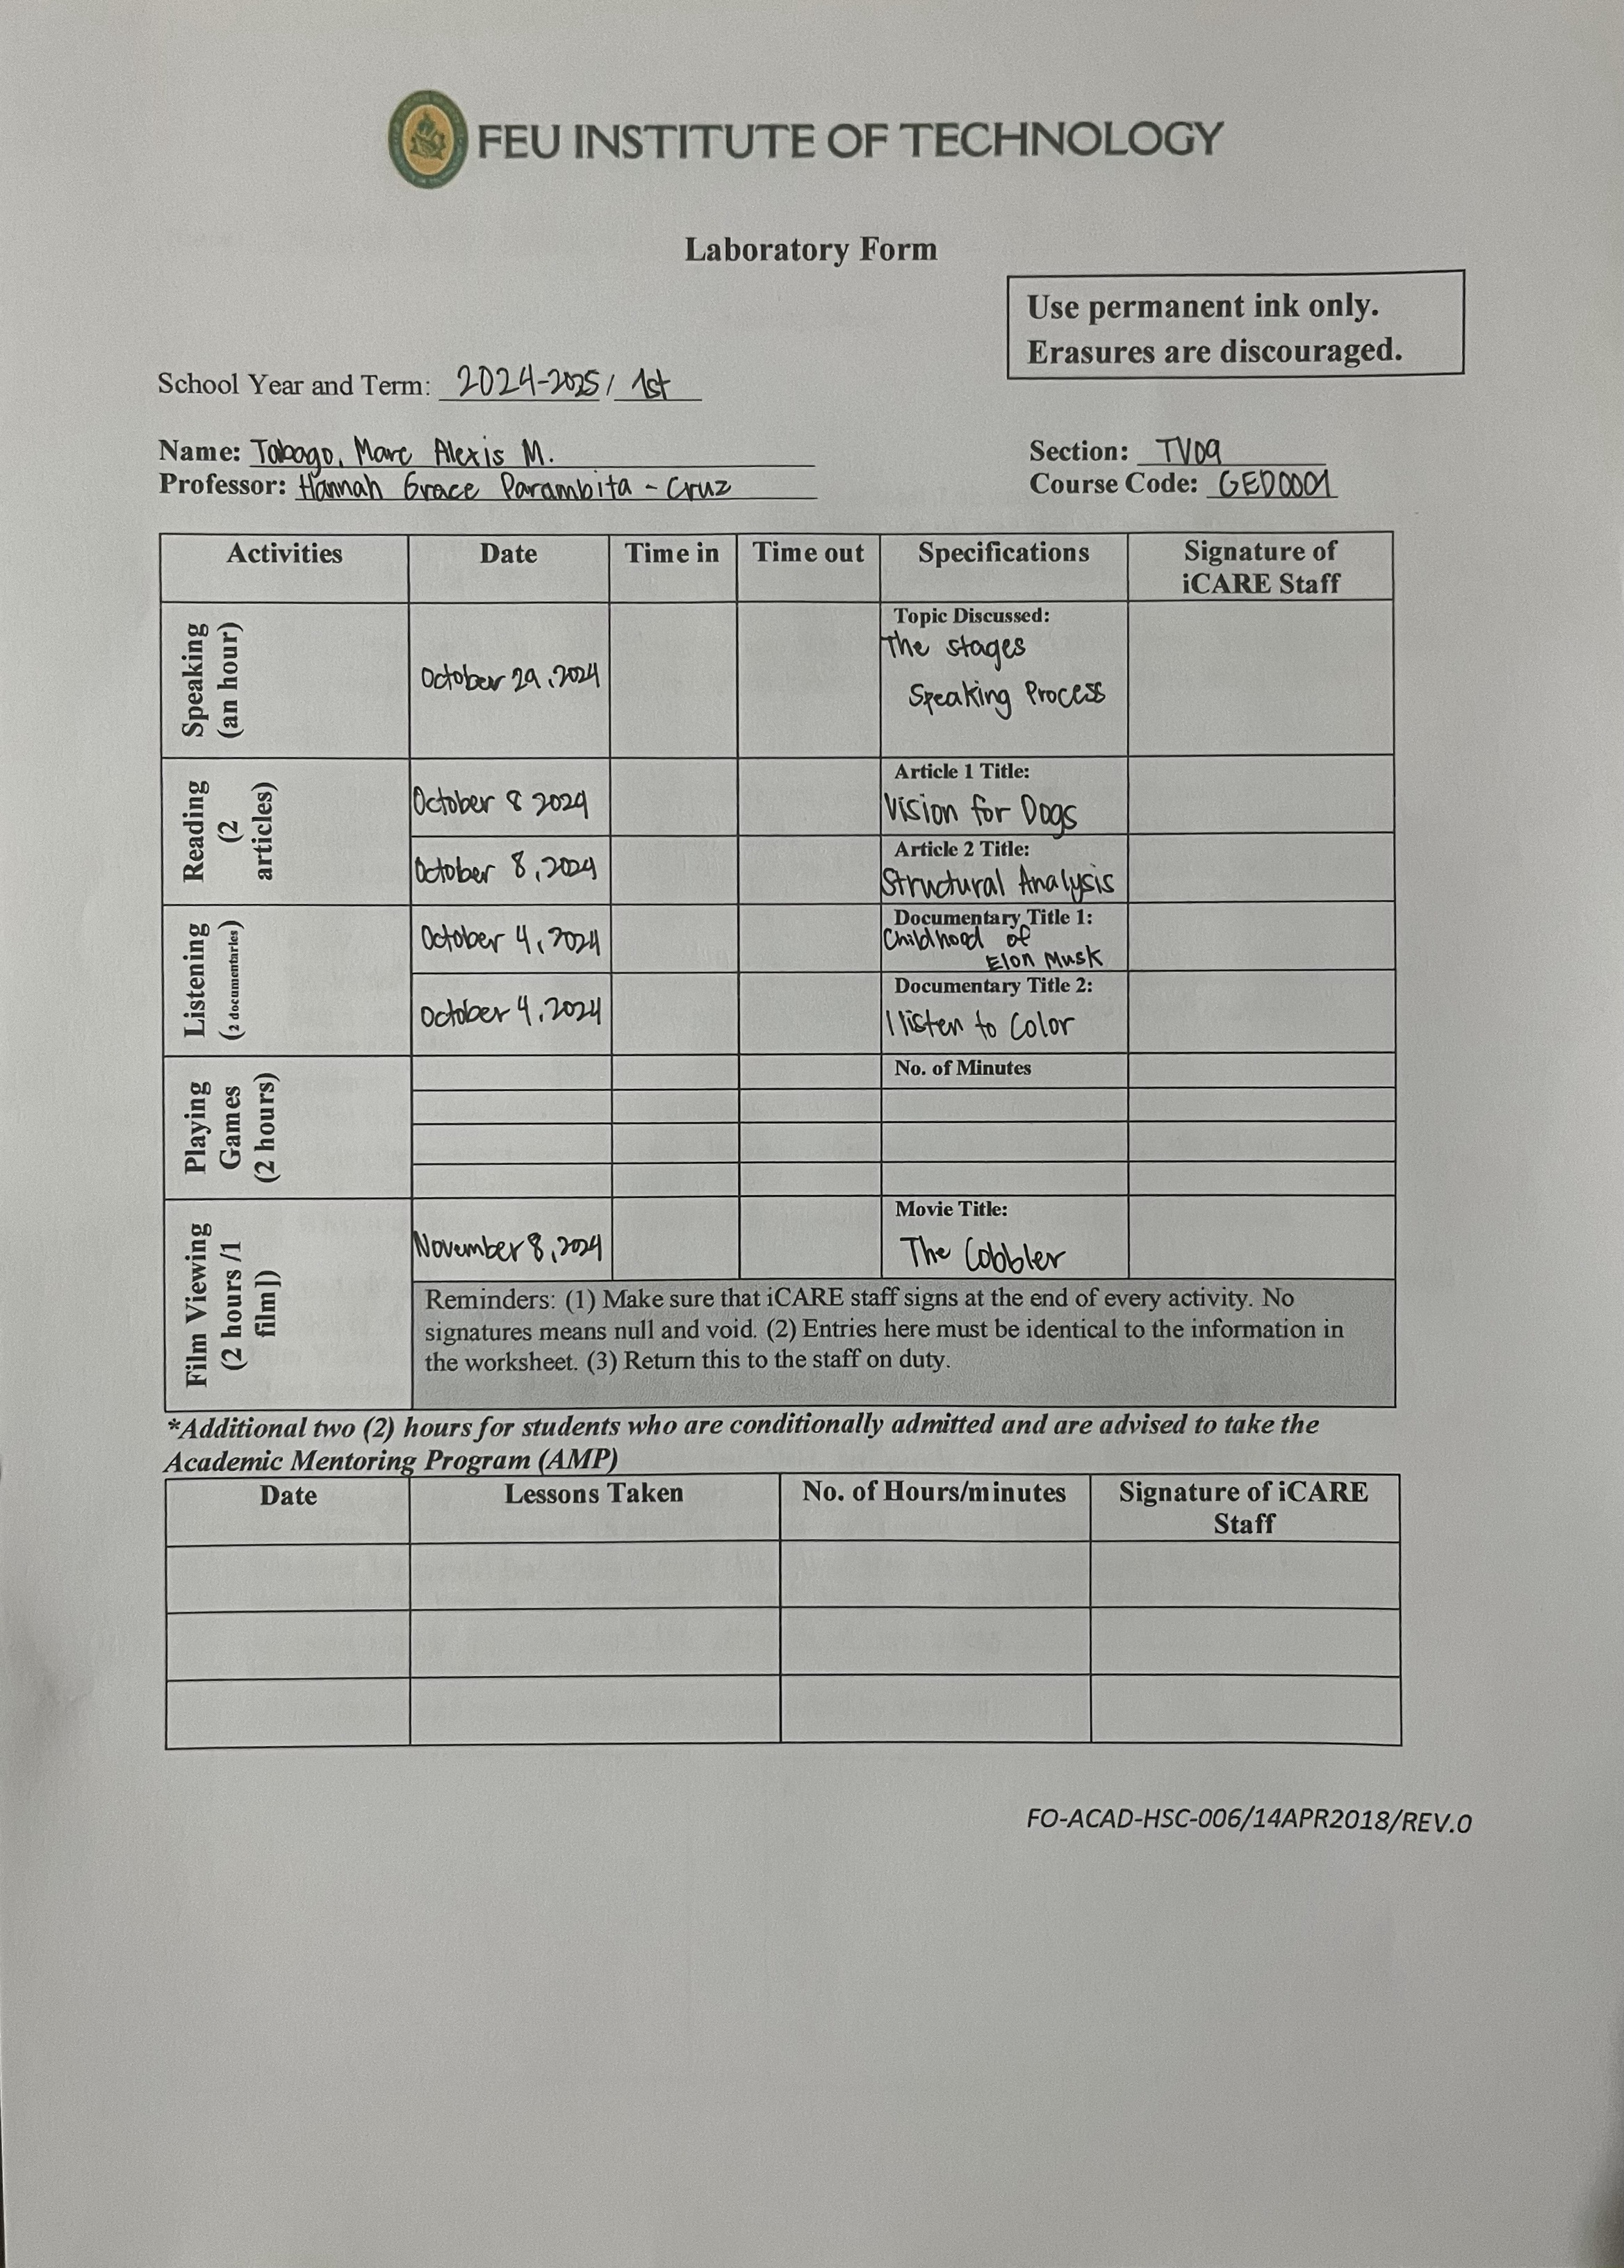 FEU INSTITUTE OF TECHNOLOGY
Laboratory Form
Use permanent ink only.
Erasures are discouraged.
School Year and Term: 2024-2025 / 1st
Name: Tabago, Marc Alexis M.
Section: TV09
Professor: Hannah Grace Parambita - Cruz
Course Code: GED0001
Activities Date Time in Time out Specifications Signature of
iCARE Staff
Speaking
(an hour)
October 29, 2024
Topic Discussed:
The stages
Speaking Process
Reading
(2
articles)
October 8 2024
Article 1 Title:
Vision for Dogs
October 8, 2024
Article 2 Title:
Structural Analysis
Listening
(2 documentaries)
October 4, 2024
Documentary Title 1:
Childhood of
Elon Musk
October 4, 2024
Documentary Title 2:
I listen to Color
Playing
Games
(2 hours)
No. of Minutes
Film Viewing
(2 hours /1
film])
November 8, 2024
Movie Title:
The Cobbler
Reminders: (1) Make sure that iCARE staff signs at the end of every activity. No
signatures means null and void. (2) Entries here must be identical to the information in
the worksheet. (3) Return this to the staff on duty.
*Additional two (2) hours for students who are conditionally admitted and are advised to take the
Academic Mentoring Program (AMP)
Date Lessons Taken No. of Hours/minutes Signature of iCARE
Staff
FO-ACAD-HSC-006/14APR2018/REV.0